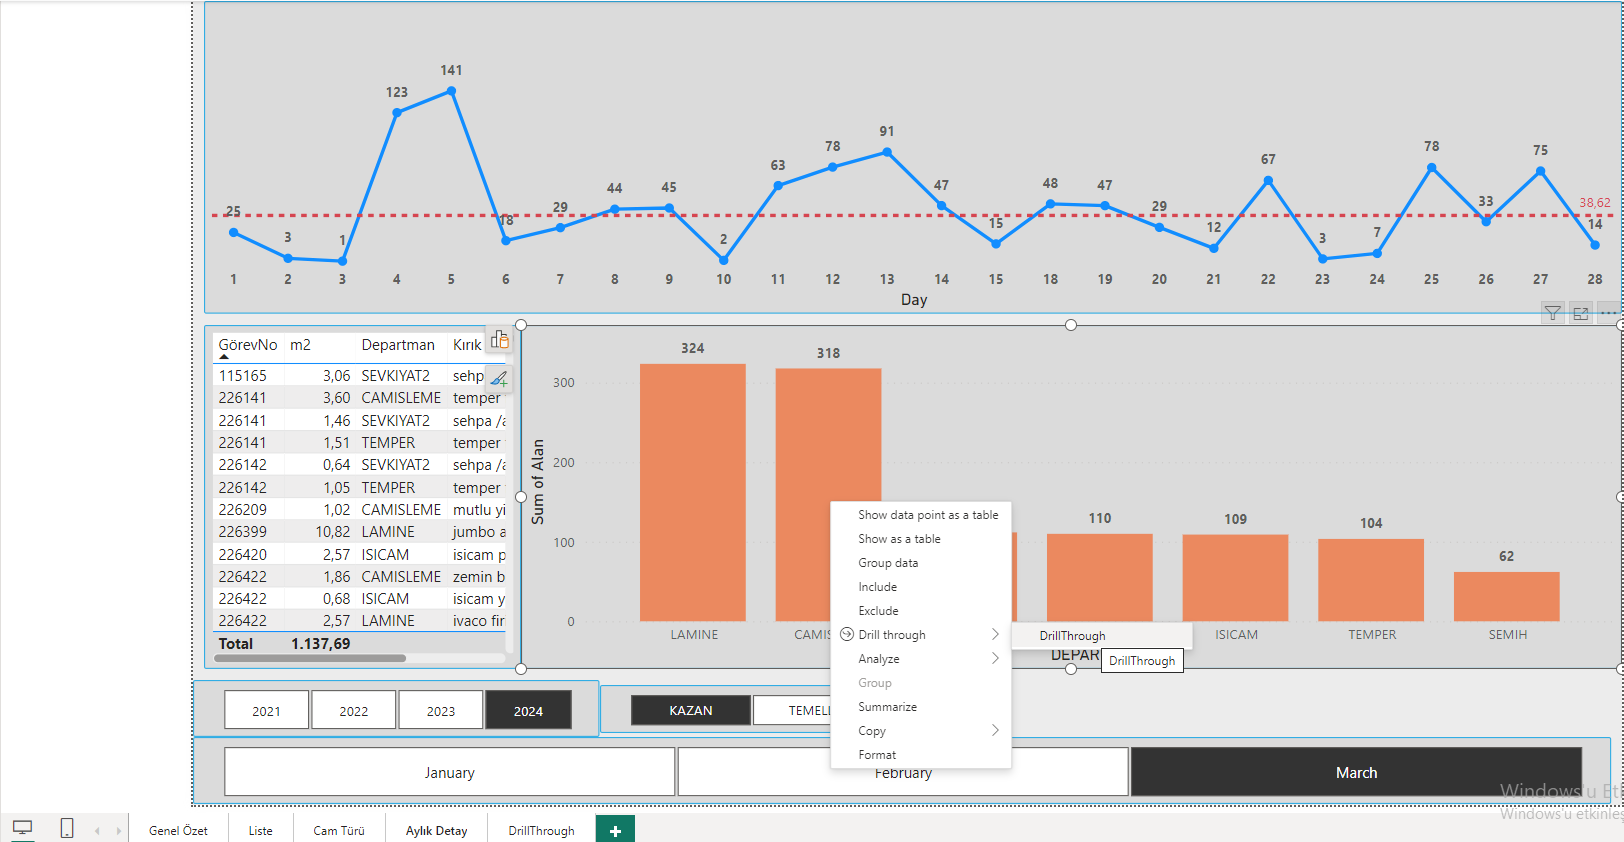 141
123
91
78
78
75
67
63
48
47
47
44
45
38,62
33
29
29
25
18
15
14
12
7
3
3
2
1
1 2 3 4 5 6 7 8 9 10 11 12 13 14 15 16 17 18 19 20 21 22 23 24 25 26 27 28
Day
GörevNo m2 Departman Kırık
115165 3,06 SEVKIYAT2 sehp
226141 3,60 CAMISLEME temper
226141 1,46 SEVKIYAT2 sehpa /a
226141 1,51 TEMPER temper
226142 0,64 SEVKIYAT2 sehpa /a
226142 1,05 TEMPER temper
226209 1,02 CAMISLEME mutlu yi
226399 10,82 LAMINE jumbo a
226420 2,57 ISICAM isicam p
226422 1,86 CAMISLEME zemin b
226422 0,68 ISICAM isicam y
226422 2,57 LAMINE ivaco fir
Total 1.137,69
Sum of Alan
300
200
100
0
324
318
110
109
104
62
LAMINE CAMIS ISICAM TEMPER SEMIH
DEPAR
Show data point as a table
Show as a table
Group data
Include
Exclude
Drill through
Analyze
Group
Summarize
Copy
Format
DrillThrough
DrillThrough
2021 2022 2023 2024
KAZAN TEMELI
January February March
Windows'u Et
Windows'u etkinleş
Genel Özet Liste Cam Türü Aylık Detay DrillThrough